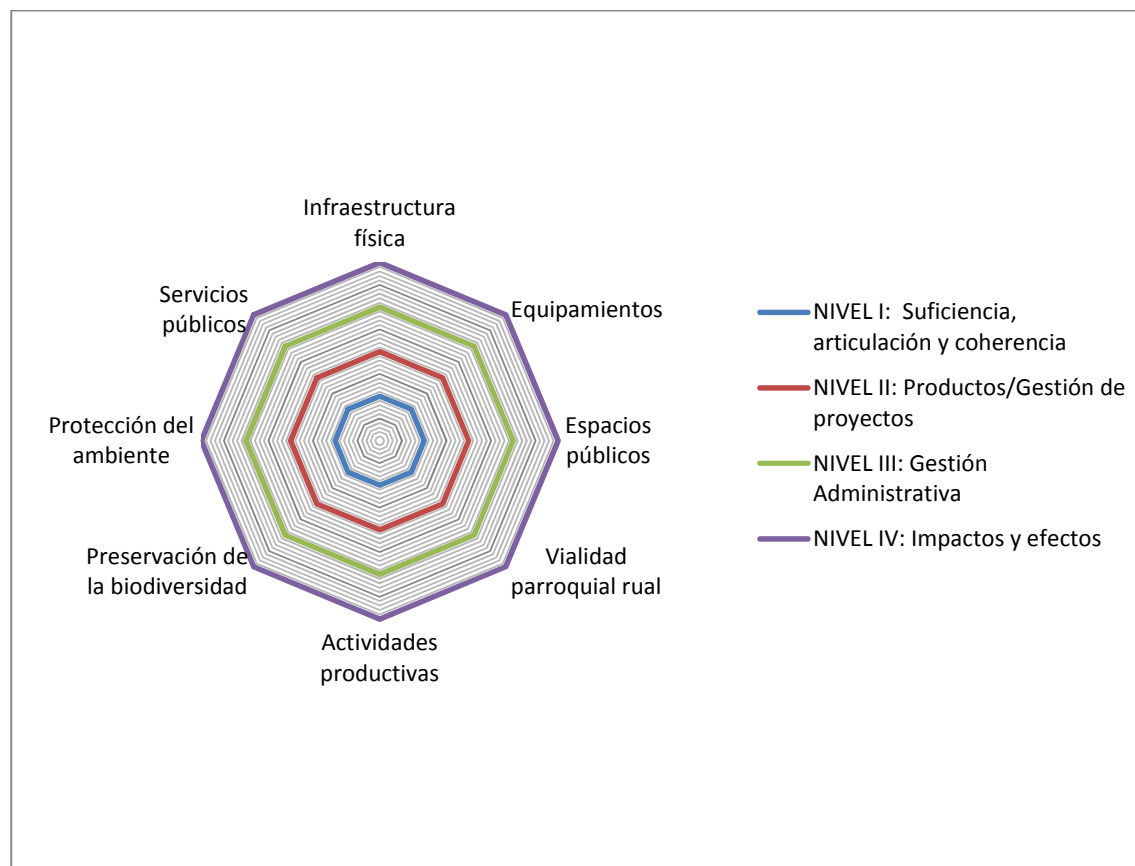 Infraestructura
física
Equipamientos
Espacios
públicos
Vialidad
parroquial rual
Actividades
productivas
Preservación de
la biodiversidad
Protección del
ambiente
Servicios
públicos
NIVEL I:  Suficiencia,
articulación y coherencia
NIVEL II: Productos/Gestión de
proyectos
NIVEL III: Gestión
Administrativa
NIVEL IV: Impactos y efectos